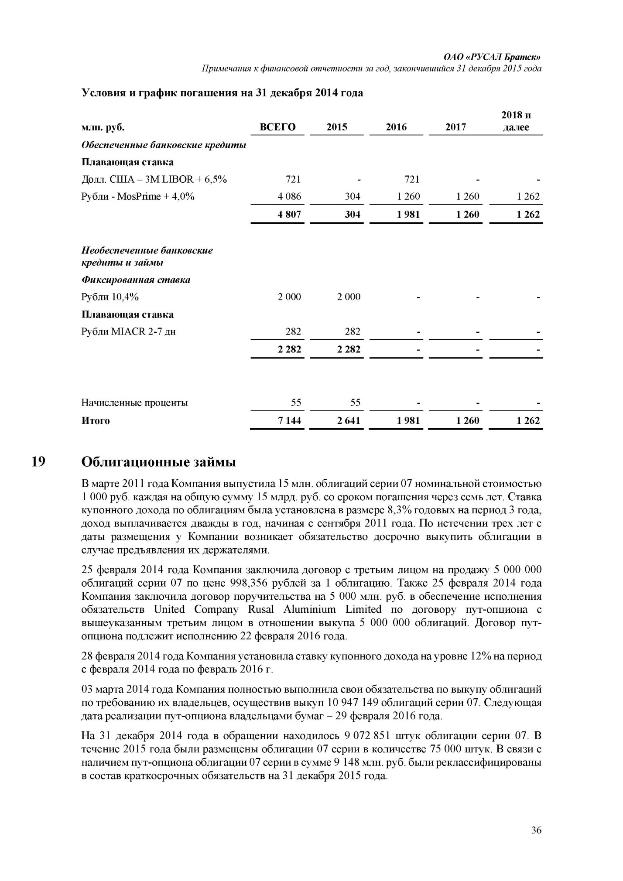 ОАО «РУСАЛ Братск»
Примечания к финансовой отчетности за год, закончившийся 31 декабря 2015 года
Условия и график погашения на 31 декабря 2014 года
млн. руб. ВСЕГО 2015 2016 2017 2018 и далее
Обеспеченные банковские кредиты
Плавающая ставка
Долл. США – 3M LIBOR + 6,5% 721 - 721 - -
Рубли - MosPrime + 4,0% 4 086 304 1 260 1 260 1 262
4 807 304 1 981 1 260 1 262
Необеспеченные банковские
кредиты и займы
Фиксированная ставка
Рубли 10,4% 2 000 2 000 - - -
Плавающая ставка
Рубли MIACR 2-7 дн 282 282 - - -
2 282 2 282 - - -
Начисленные проценты 55 55 - - -
Итого 7 144 2 641 1 981 1 260 1 262
19 Облигационные займы
В марте 2011 года Компания выпустила 15 млн. облигаций серии 07 номинальной стоимостью
1 000 руб. каждая на общую сумму 15 млрд. руб. со сроком погашения через семь лет. Ставка
купонного дохода по облигациям была установлена в размере 8,3% годовых на период 3 года,
доход выплачивается дважды в год, начиная с сентября 2011 года. По истечении трех лет с
даты размещения у Компании возникает обязательство досрочно выкупить облигации в
случае предъявления их держателями.
25 февраля 2014 года Компания заключила договор с третьим лицом на продажу 5 000 000
облигаций серии 07 по цене 998,356 рублей за 1 облигацию. Также 25 февраля 2014 года
Компания заключила договор поручительства на 5 000 млн. руб. в обеспечение исполнения
обязательств United Company Rusal Aluminium Limited по договору пут-опциона с
вышеуказанным третьим лицом в отношении выкупа 5 000 000 облигаций. Договор пут-
опциона подлежит исполнению 22 февраля 2016 года.
28 февраля 2014 года Компания установила ставку купонного дохода на уровне 12% на период
с февраля 2014 года по февраль 2016 г.
03 марта 2014 года Компания полностью выполнила свои обязательства по выкупу облигаций
по требованию их владельцев, осуществив выкуп 10 947 149 облигаций серии 07. Следующая
дата реализации пут-опциона владельцами бумаг – 29 февраля 2016 года.
На 31 декабря 2014 года в обращении находилось 9 072 851 штук облигации серии 07. В
течение 2015 года были размещены облигации 07 серии в количестве 75 000 штук. В связи с
наличием пут-опциона облигации 07 серии в сумме 9 148 млн. руб. были реклассифицированы
в состав краткосрочных обязательств на 31 декабря 2015 года.
36